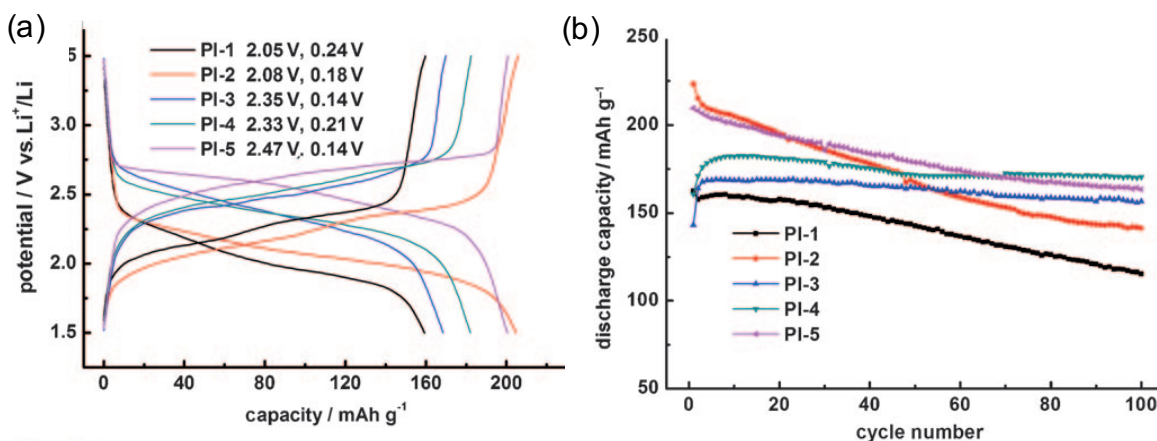 (a)
potential / V vs. Li⁺/Li
3.5
3.0
2.5
2.0
1.5
PI-1 2.05 V, 0.24 V
PI-2 2.08 V, 0.18 V
PI-3 2.35 V, 0.14 V
PI-4 2.33 V, 0.21 V
PI-5 2.47 V, 0.14 V
0 40 80 120 160 200
capacity / mAh g⁻¹
(b)
discharge capacity / mAh g⁻¹
250
200
150
100
50
PI-1
PI-2
PI-3
PI-4
PI-5
0 20 40 60 80 100
cycle number